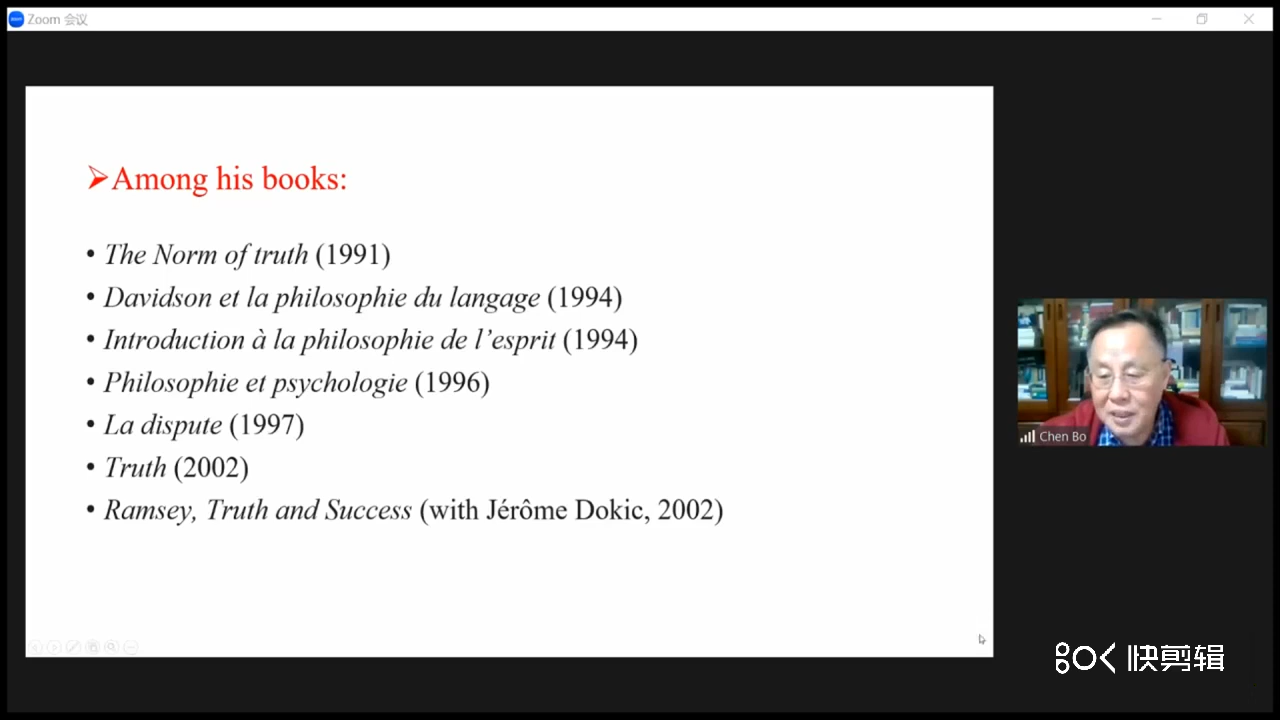 Zoom 会议
➢Among his books:
• The Norm of truth (1991)
• Davidson et la philosophie du langage (1994)
• Introduction à la philosophie de l’esprit (1994)
• Philosophie et psychologie (1996)
• La dispute (1997)
• Truth (2002)
• Ramsey, Truth and Success (with Jérôme Dokic, 2002)
Chen Bo
快剪辑